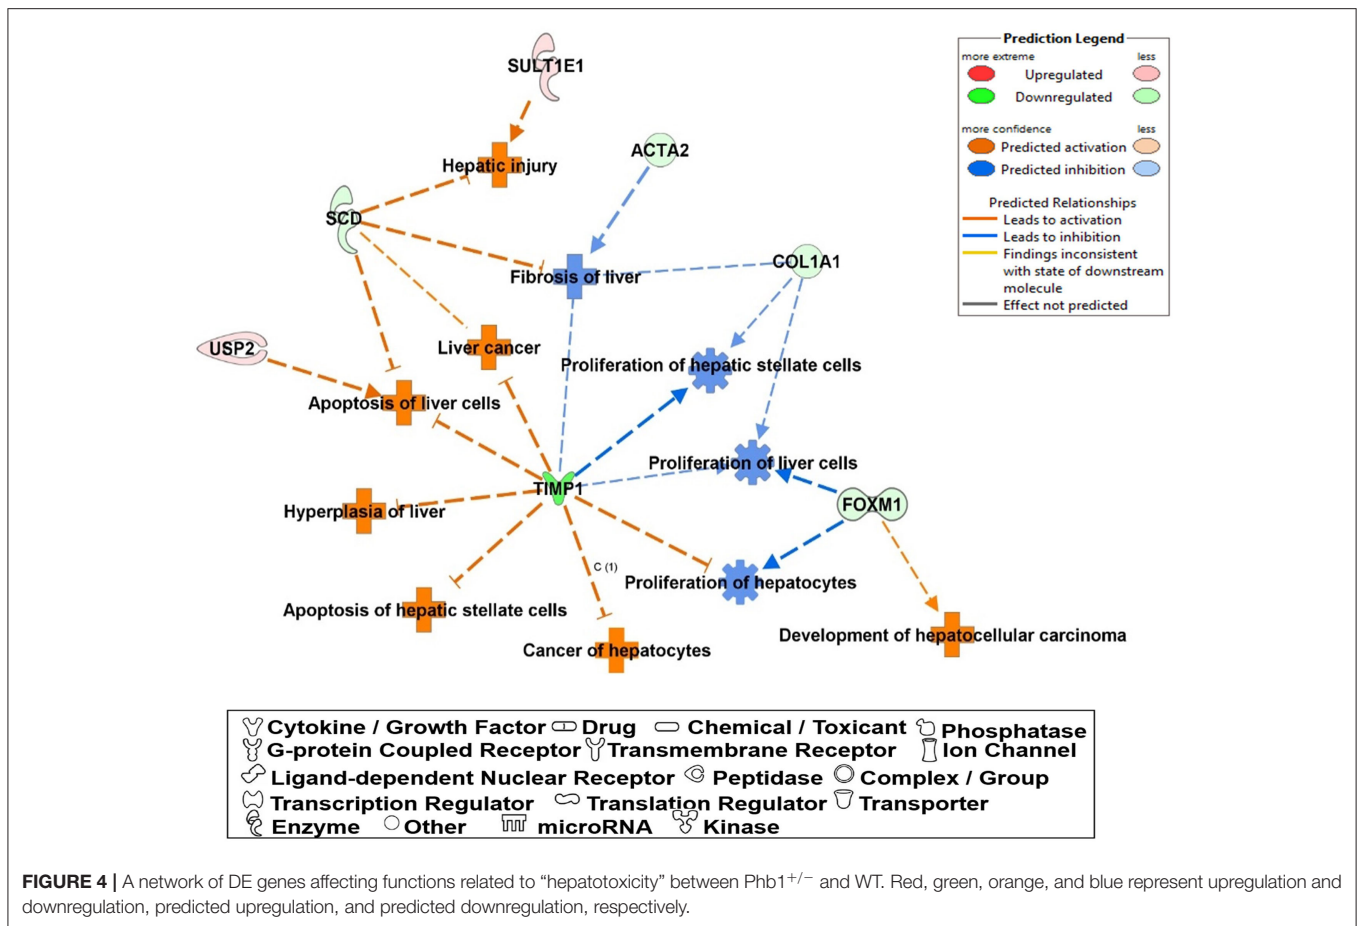 SULT1E1
Hepatic injury
ACTA2
SCD
Fibrosis of liver
COL1A1
USP2
Liver cancer
Proliferation of hepatic stellate cells
Apoptosis of liver cells
Proliferation of liver cells
TIMP1
Hyperplasia of liver
FOXM1
C (1)
Proliferation of hepatocytes
Apoptosis of hepatic stellate cells
Cancer of hepatocytes
Development of hepatocellular carcinoma
Prediction Legend
more extreme less
Upregulated
Downregulated
more confidence less
Predicted activation
Predicted inhibition
Predicted Relationships
Leads to activation
Leads to inhibition
Findings inconsistent
with state of downstream
molecule
Effect not predicted
Cytokine / Growth Factor Drug Chemical / Toxicant Phosphatase
G-protein Coupled Receptor Transmembrane Receptor Ion Channel
Ligand-dependent Nuclear Receptor Peptidase Complex / Group
Transcription Regulator Translation Regulator Transporter
Enzyme Other microRNA Kinase
FIGURE 4 | A network of DE genes affecting functions related to “hepatotoxicity” between Phb1+/− and WT. Red, green, orange, and blue represent upregulation and
downregulation, predicted upregulation, and predicted downregulation, respectively.